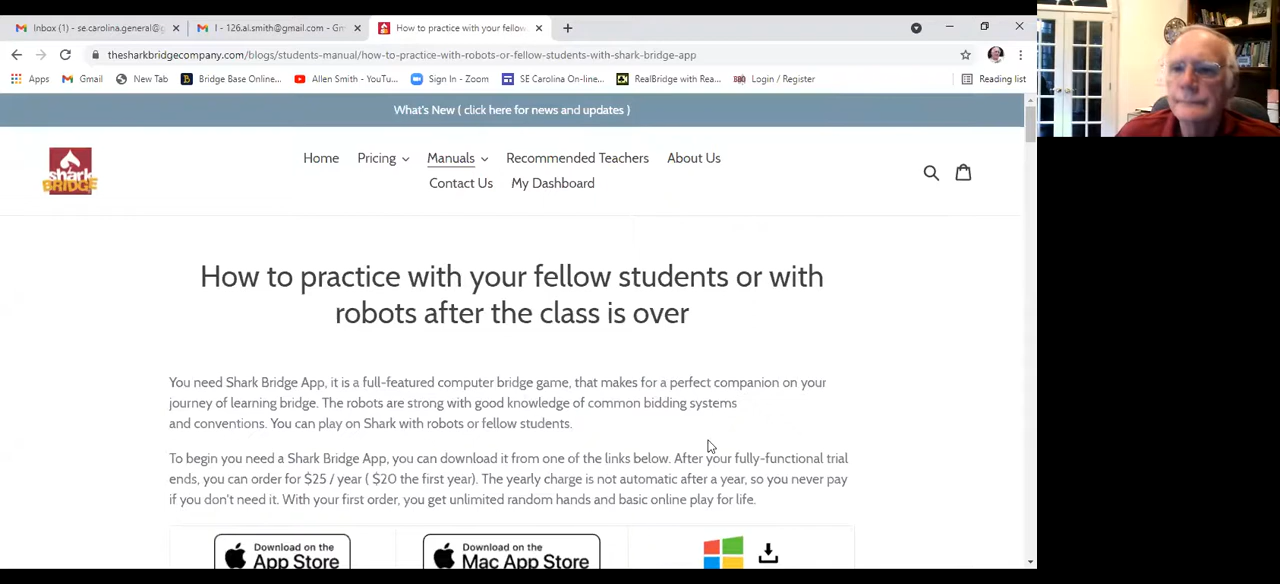 Inbox (1) - se.carolina.general@g
I - 126.al.smith@gmail.com - Gm
How to practice with your fellow
thesharkbridgecompany.com/blogs/students-manual/how-to-practice-with-robots-or-fellow-students-with-shark-bridge-app
Apps
Gmail
New Tab
Bridge Base Online...
Allen Smith - YouTu...
Sign In - Zoom
SE Carolina On-line...
RealBridge with Rea...
Login / Register
Reading list
What's New ( click here for news and updates )
shark
BRIDGE
Home
Pricing
Manuals
Recommended Teachers
About Us
Contact Us
My Dashboard
How to practice with your fellow students or with
robots after the class is over
You need Shark Bridge App, it is a full-featured computer bridge game, that makes for a perfect companion on your
journey of learning bridge. The robots are strong with good knowledge of common bidding systems
and conventions. You can play on Shark with robots or fellow students.
To begin you need a Shark Bridge App, you can download it from one of the links below. After your fully-functional trial
ends, you can order for $25 / year ( $20 the first year). The yearly charge is not automatic after a year, so you never pay
if you don't need it. With your first order, you get unlimited random hands and basic online play for life.
Download on the
App Store
Download on the
Mac App Store